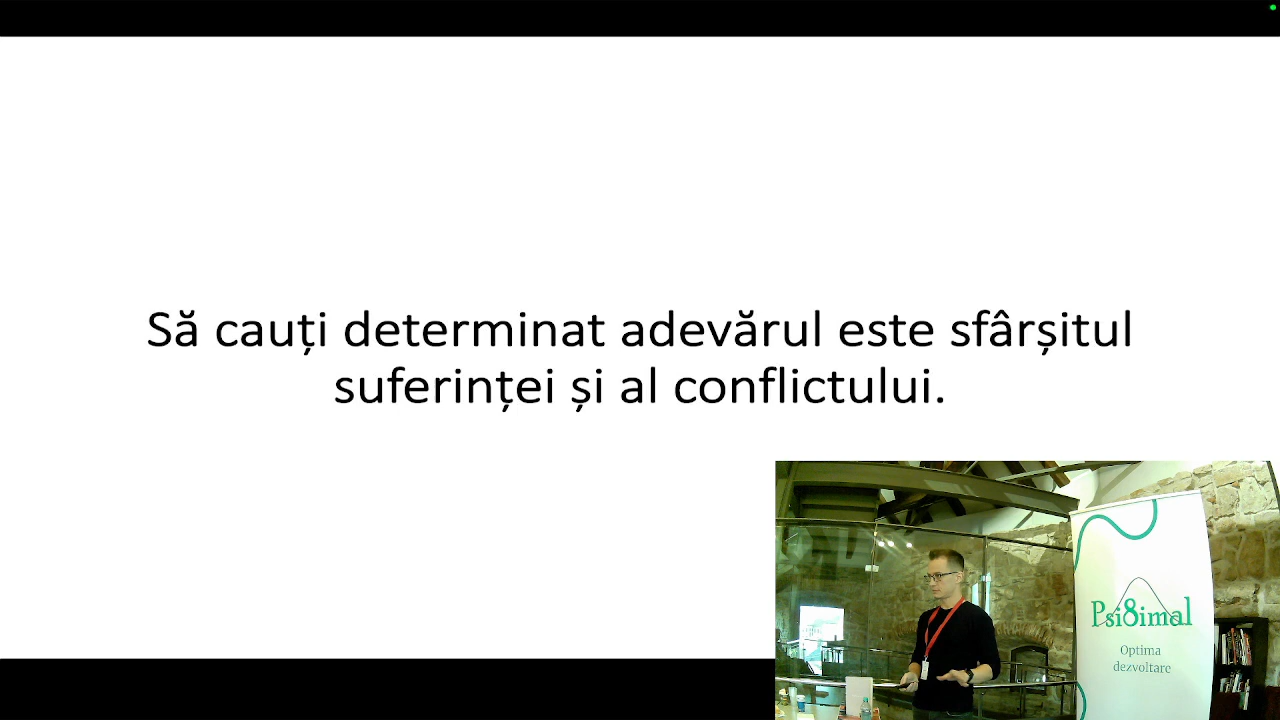 Să cauți determinat adevărul este sfârșitul
suferinței și al conflictului.
Psi8imal
Optima
dezvoltare